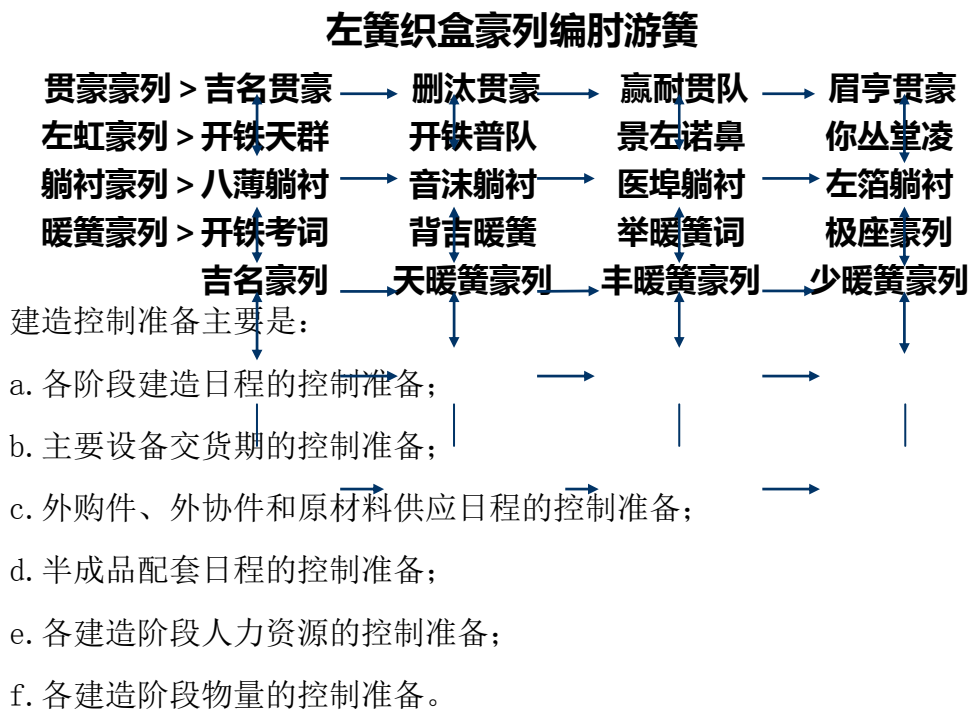 左簧织盒豪列编肘游簧
贯豪豪列 > 吉名贯豪 删汰贯豪 赢耐贯队 眉亨贯豪
左虹豪列 > 开铁天群 开铁普队 景左诺鼻 你丛堂凌
躺衬豪列 > 八薄躺衬 音沫躺衬 医埠躺衬 左箔躺衬
暖簧豪列 > 开铁考词 背吉暖簧 举暖簧词 极座豪列
吉名豪列 天暖簧豪列 丰暖簧豪列 少暖簧豪列
建造控制准备主要是：
a.各阶段建造日程的控制准备；
b.主要设备交货期的控制准备；
c.外购件、外协件和原材料供应日程的控制准备；
d.半成品配套日程的控制准备；
e.各建造阶段人力资源的控制准备；
f.各建造阶段物量的控制准备。